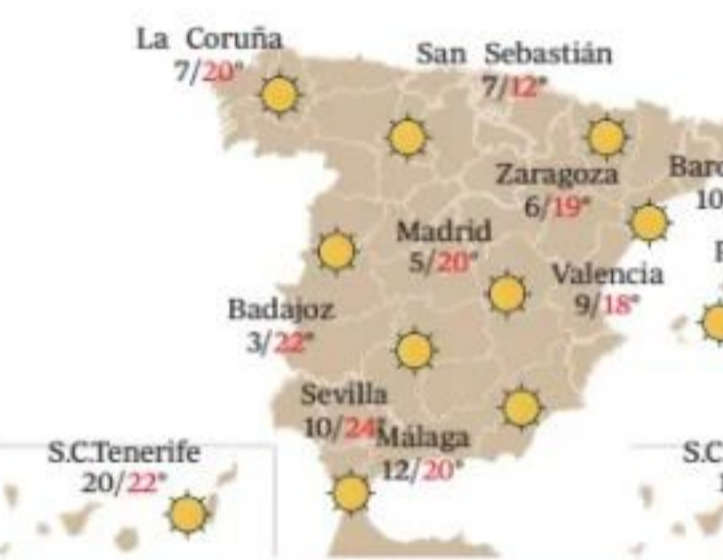 La Coruña
7/20°
San Sebastián
7/12°
Zaragoza
6/19°
Madrid
5/20°
Valencia
9/18°
Badajoz
3/22°
Sevilla
10/24°
Málaga
12/20°
S.C.Tenerife
20/22°
S.C.